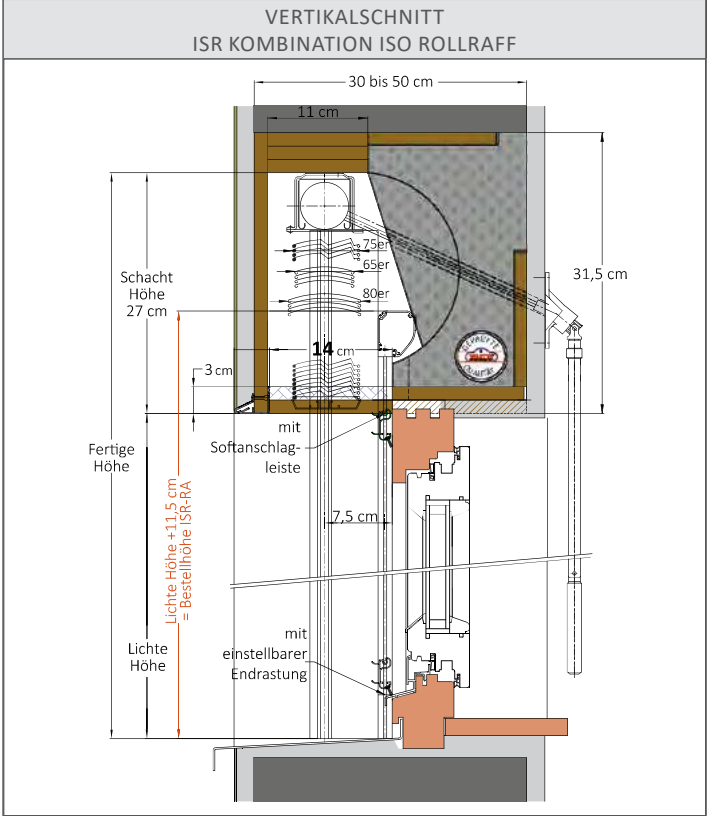 VERTIKALSCHNITT
ISR KOMBINATION ISO ROLLRAFF
30 bis 50 cm
11 cm
75er
65er
80er
Schacht
Höhe
27 cm
31,5 cm
GEPRÜFTE
QUALITÄT
14 cm
3 cm
mit
Softanschlag-
leiste
Fertige
Höhe
7,5 cm
Lichte Höhe +11,5 cm
= Bestellhöhe ISR-RA
Lichte
Höhe
mit
einstellbarer
Endrastung